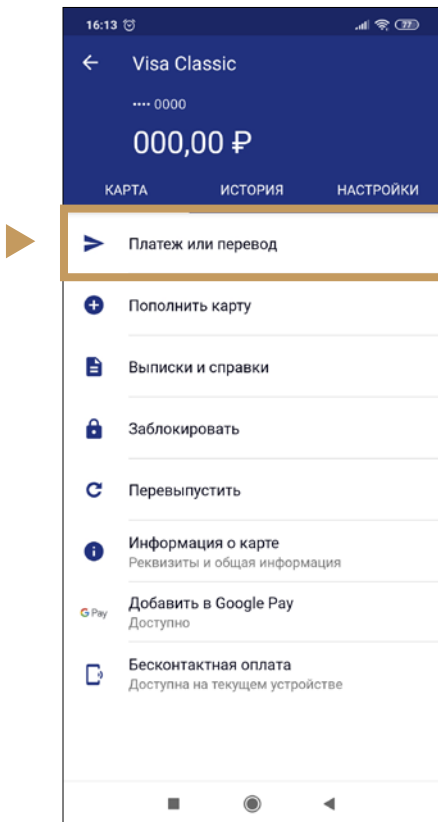 16:13 77
Visa Classic
•••• 0000
000,00 ₽
КАРТА ИСТОРИЯ НАСТРОЙКИ
Платеж или перевод
Пополнить карту
Выписки и справки
Заблокировать
Перевыпустить
Информация о карте
Реквизиты и общая информация
G Pay Добавить в Google Pay
Доступно
Бесконтактная оплата
Доступна на текущем устройстве